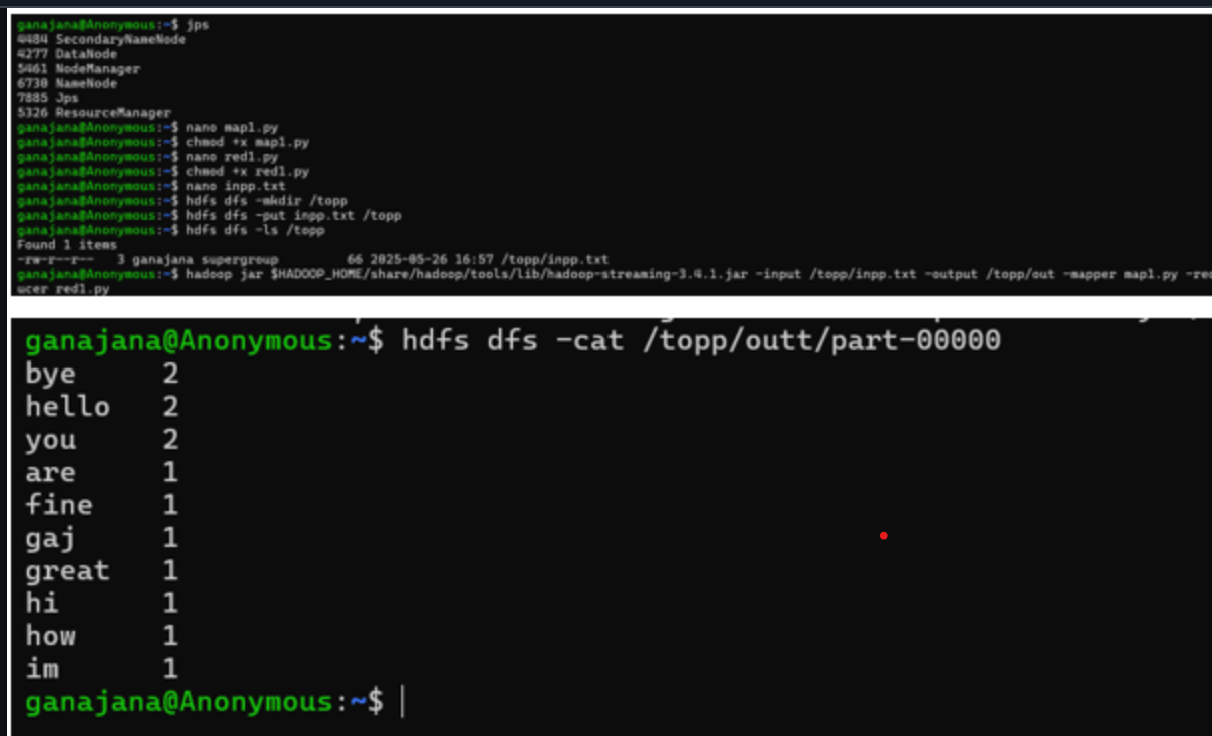 ganajana@Anonymous:~$ jps
4484 SecondaryNameNode
4277 DataNode
5461 NodeManager
6730 NameNode
7885 Jps
5326 ResourceManager
ganajana@Anonymous:~$ nano map1.py
ganajana@Anonymous:~$ chmod +x map1.py
ganajana@Anonymous:~$ nano red1.py
ganajana@Anonymous:~$ chmod +x red1.py
ganajana@Anonymous:~$ nano inpp.txt
ganajana@Anonymous:~$ hdfs dfs -mkdir /topp
ganajana@Anonymous:~$ hdfs dfs -put inpp.txt /topp
ganajana@Anonymous:~$ hdfs dfs -ls /topp
Found 1 items
-rw-r--r-- 3 ganajana supergroup 66 2025-05-26 16:57 /topp/inpp.txt
ganajana@Anonymous:~$ hadoop jar $HADOOP_HOME/share/hadoop/tools/lib/hadoop-streaming-3.4.1.jar -input /topp/inpp.txt -output /topp/out -mapper map1.py -red
ucer red1.py
ganajana@Anonymous:~$ hdfs dfs -cat /topp/outt/part-00000
bye 2
hello 2
you 2
are 1
fine 1
gaj 1
great 1
hi 1
how 1
im 1
ganajana@Anonymous:~$